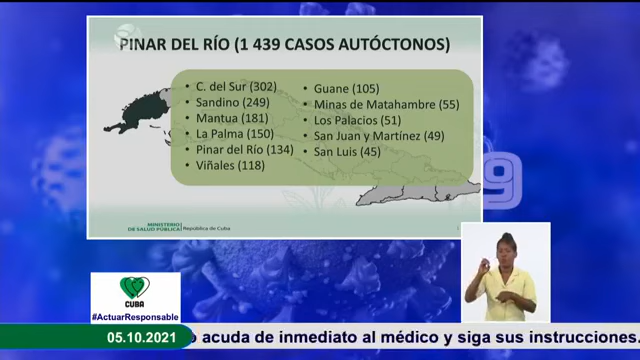 PINAR DEL RÍO (1 439 CASOS AUTÓCTONOS)
• C. del Sur (302)
• Sandino (249)
• Mantua (181)
• La Palma (150)
• Pinar del Río (134)
• Viñales (118)
• Guane (105)
• Minas de Matahambre (55)
• Los Palacios (51)
• San Juan y Martínez (49)
• San Luis (45)
MINISTERIO
DE SALUD PÚBLICA
República de Cuba
9
CUBA
#ActuarResponsable
05.10.2021
o acuda de inmediato al médico y siga sus instrucciones,